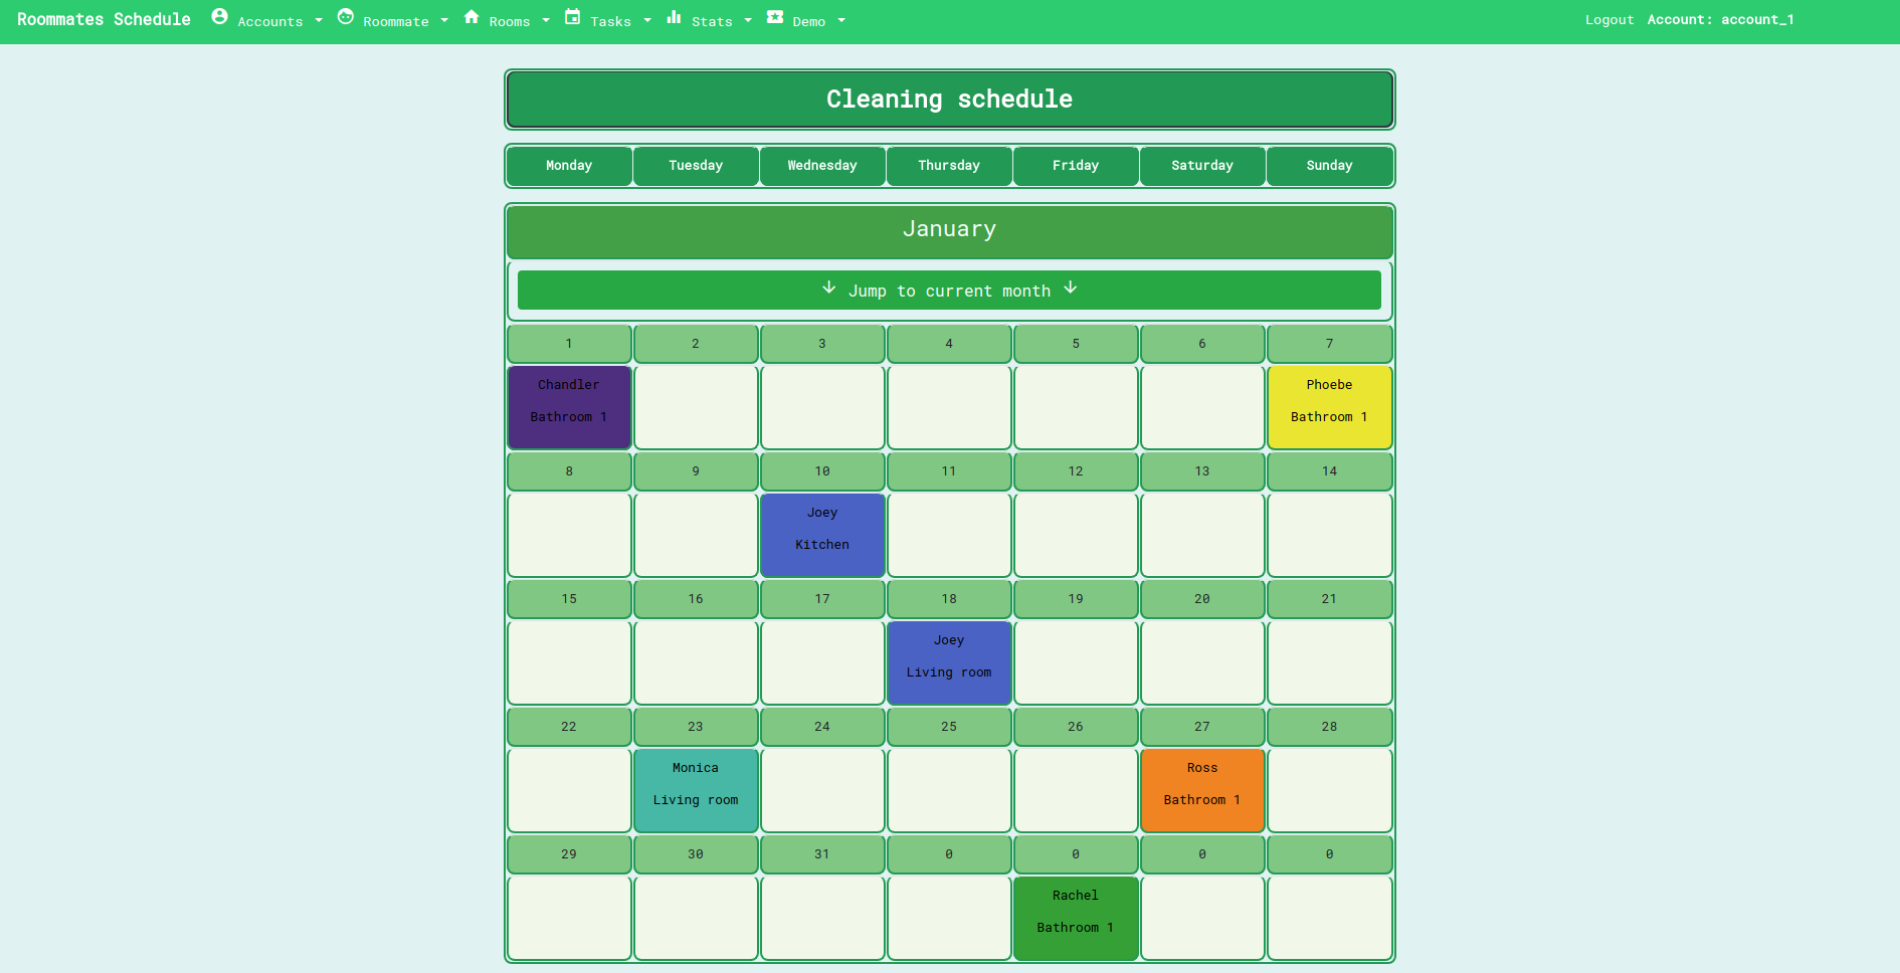 Roommates Schedule Accounts Roommate Rooms Tasks Stats Demo Logout Account: account_1
Cleaning schedule
Monday Tuesday Wednesday Thursday Friday Saturday Sunday
January
Jump to current month
1 2 3 4 5 6 7
Chandler Phoebe
Bathroom 1 Bathroom 1
8 9 10 11 12 13 14
Joey
Kitchen
15 16 17 18 19 20 21
Joey
Living room
22 23 24 25 26 27 28
Monica Ross
Living room Bathroom 1
29 30 31 0 0 0 0
Rachel
Bathroom 1